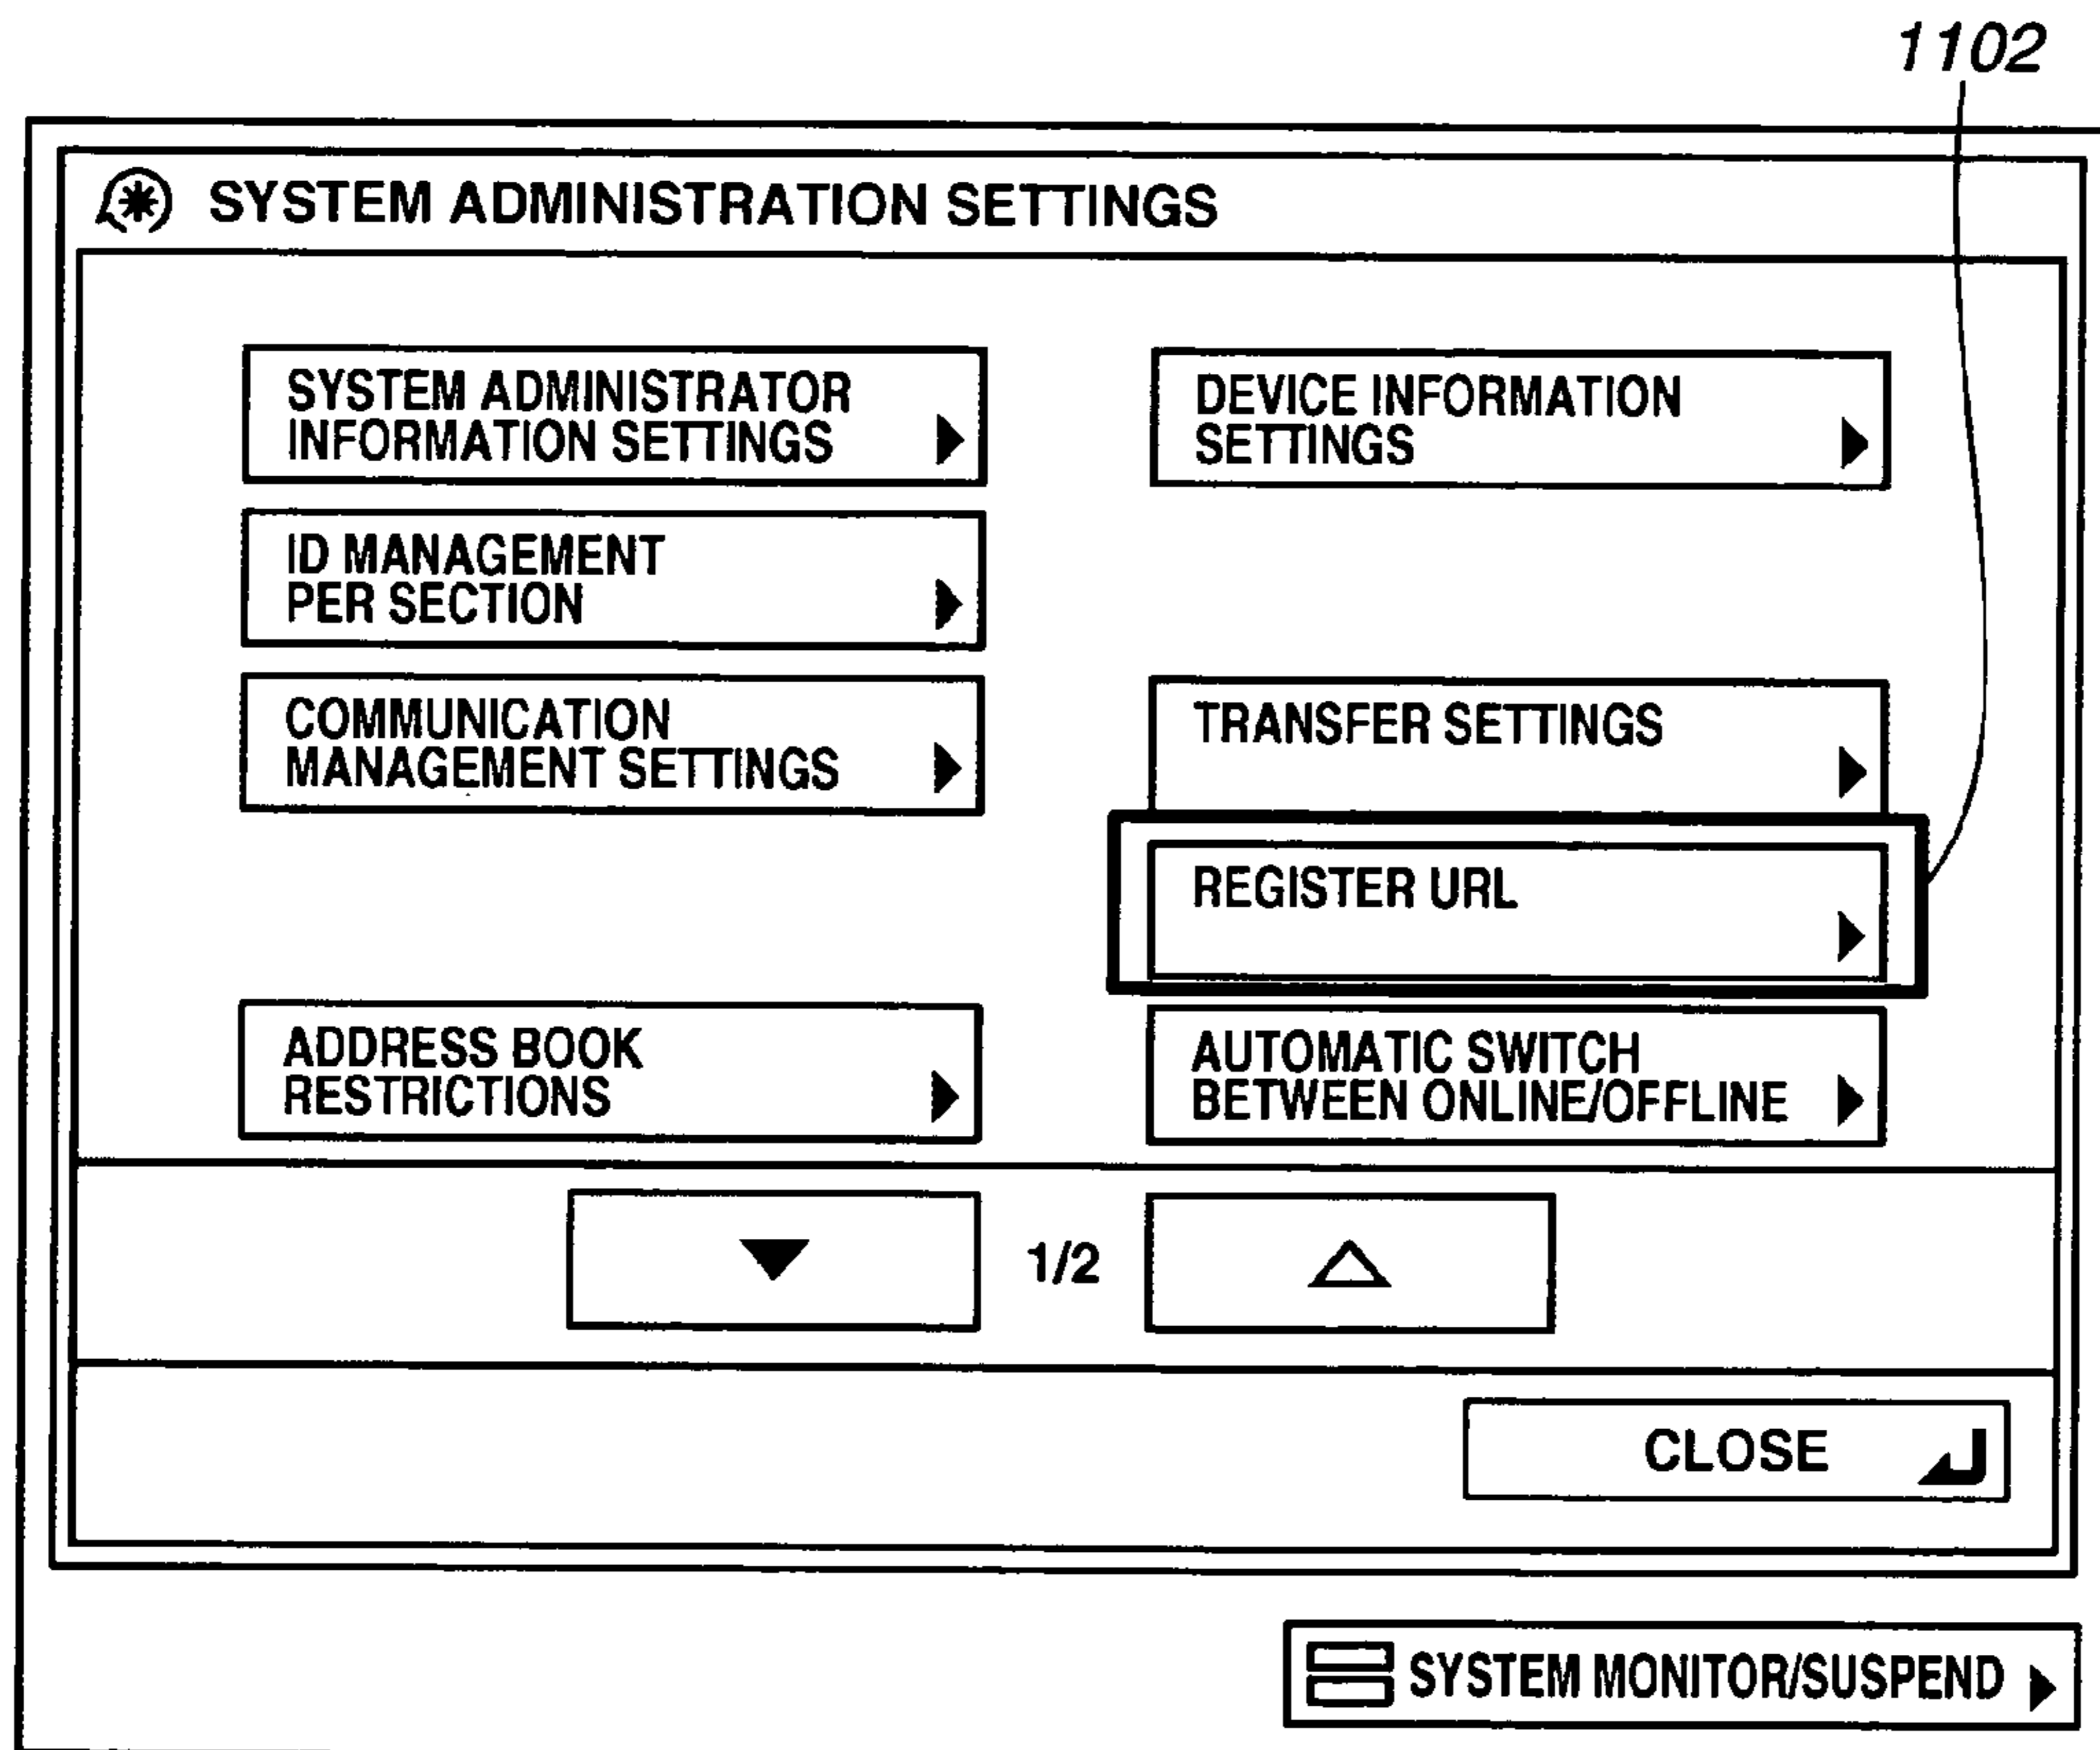 1102
SYSTEM ADMINISTRATION SETTINGS
SYSTEM ADMINISTRATOR
INFORMATION SETTINGS
DEVICE INFORMATION
SETTINGS
ID MANAGEMENT
PER SECTION
COMMUNICATION
MANAGEMENT SETTINGS
TRANSFER SETTINGS
REGISTER URL
ADDRESS BOOK
RESTRICTIONS
AUTOMATIC SWITCH
BETWEEN ONLINE/OFFLINE
1/2
CLOSE
SYSTEM MONITOR/SUSPEND